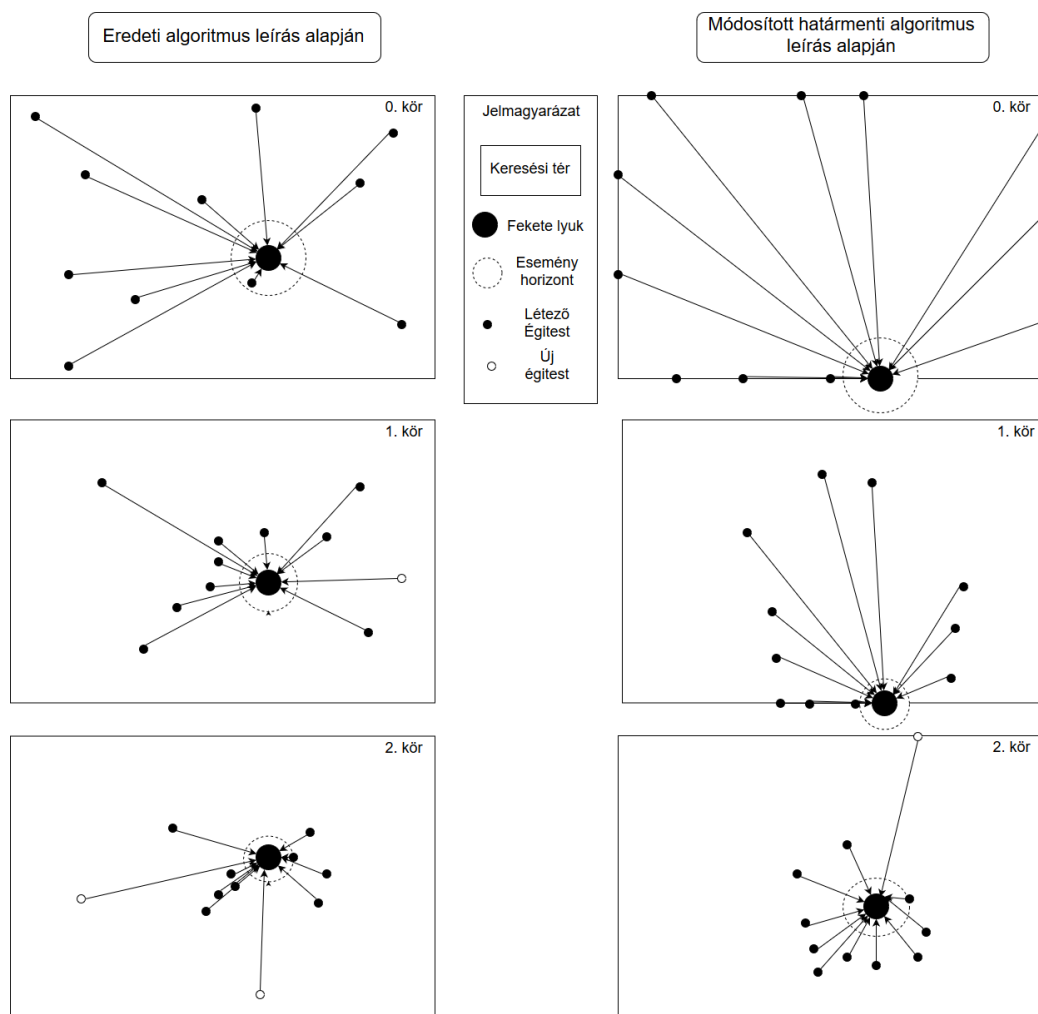 Eredeti algoritmus leírás alapján
Módosított határmenti algoritmus
leírás alapján
0. kör
Jelmagyarázat
Keresési tér
Fekete lyuk
Esemény
horizont
Létező
Égitest
Új
égitest
0. kör
1. kör
1. kör
2. kör
2. kör